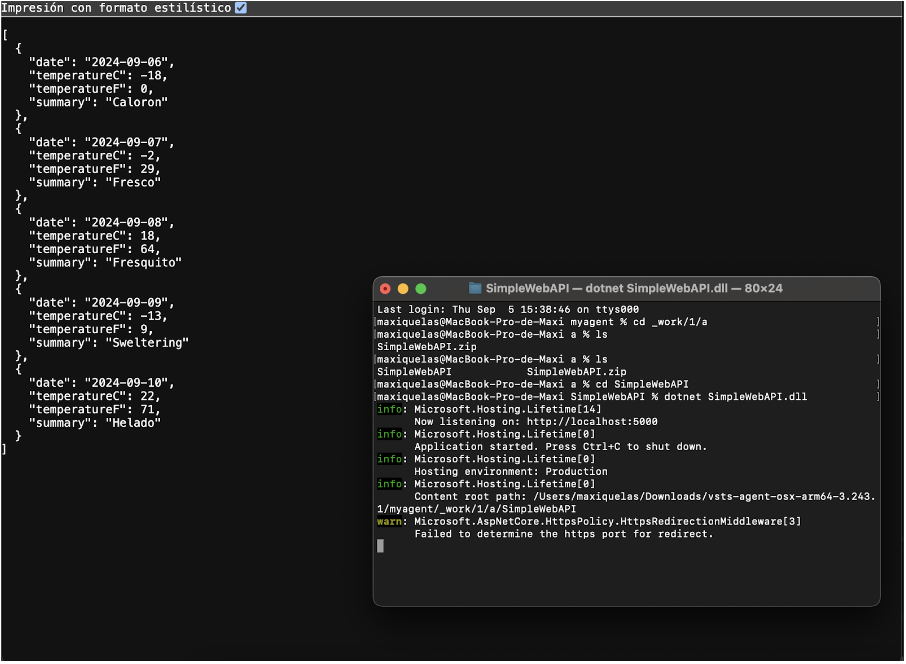 Impresión con formato estilístico
[
  {
    "date": "2024-09-06",
    "temperatureC": -18,
    "temperatureF": 0,
    "summary": "Caloron"
  },
  {
    "date": "2024-09-07",
    "temperatureC": -2,
    "temperatureF": 29,
    "summary": "Fresco"
  },
  {
    "date": "2024-09-08",
    "temperatureC": 18,
    "temperatureF": 64,
    "summary": "Fresquito"
  },
  {
    "date": "2024-09-09",
    "temperatureC": -13,
    "temperatureF": 9,
    "summary": "Sweltering"
  },
  {
    "date": "2024-09-10",
    "temperatureC": 22,
    "temperatureF": 71,
    "summary": "Helado"
  }
]
SimpleWebAPI — dotnet SimpleWebAPI.dll — 80×24
Last login: Thu Sep  5 15:38:46 on ttys000
[maxiquelas@MacBook-Pro-de-Maxi myagent % cd _work/1/a ]
[maxiquelas@MacBook-Pro-de-Maxi a % ls ]
SimpleWebAPI.zip
[maxiquelas@MacBook-Pro-de-Maxi a % ls ]
SimpleWebAPI            SimpleWebAPI.zip
[maxiquelas@MacBook-Pro-de-Maxi a % cd SimpleWebAPI ]
[maxiquelas@MacBook-Pro-de-Maxi SimpleWebAPI % dotnet SimpleWebAPI.dll ]
info: Microsoft.Hosting.Lifetime[14]
      Now listening on: http://localhost:5000
info: Microsoft.Hosting.Lifetime[0]
      Application started. Press Ctrl+C to shut down.
info: Microsoft.Hosting.Lifetime[0]
      Hosting environment: Production
info: Microsoft.Hosting.Lifetime[0]
      Content root path: /Users/maxiquelas/Downloads/vsts-agent-osx-arm64-3.243.
1/myagent/_work/1/a/SimpleWebAPI
warn: Microsoft.AspNetCore.HttpsPolicy.HttpsRedirectionMiddleware[3]
      Failed to determine the https port for redirect.